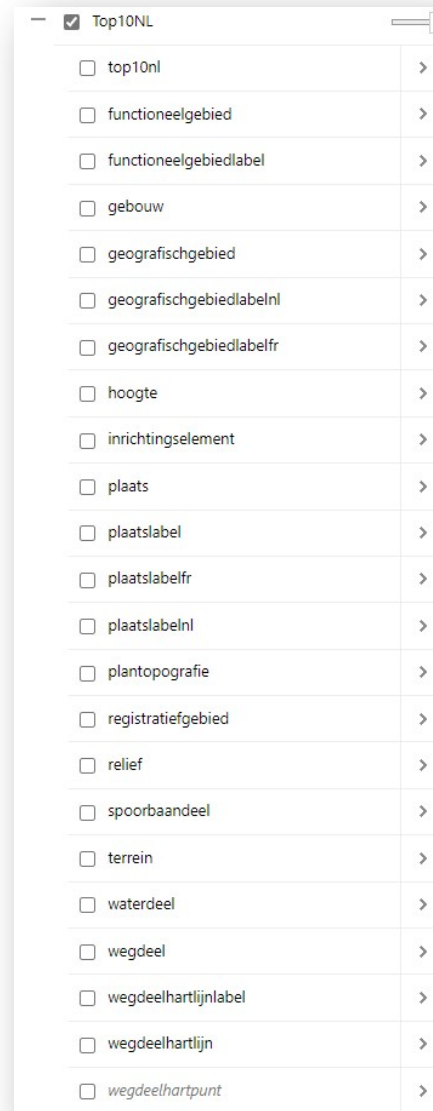 Top10NL
top10nl
functioneelgebied
functioneelgebiedlabel
gebouw
geografischgebied
geografischgebiedlabelnl
geografischgebiedlabelfr
hoogte
inrichtingselement
plaats
plaatslabel
plaatslabelfr
plaatslabelnl
plantopografie
registratiefgebied
relief
spoorbaandeel
terrein
waterdeel
wegdeel
wegdeelhartlijnlabel
wegdeelhartlijn
wegdeelhartpunt